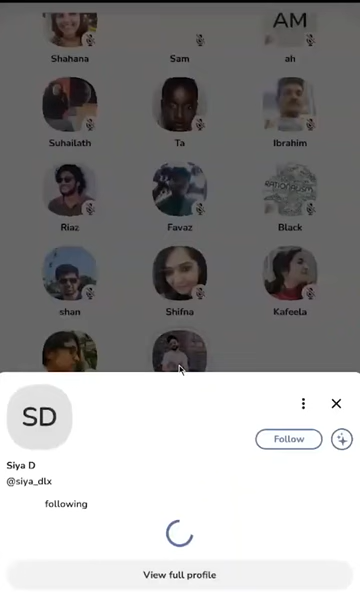 AM
Shahana
Sam
ah
Suhailath
Ta
Ibrahim
RATIONALISM
Riaz
Favaz
Black
shan
Shifna
Kafeela
SD
Follow
Siya D
@siya_dlx
following
View full profile